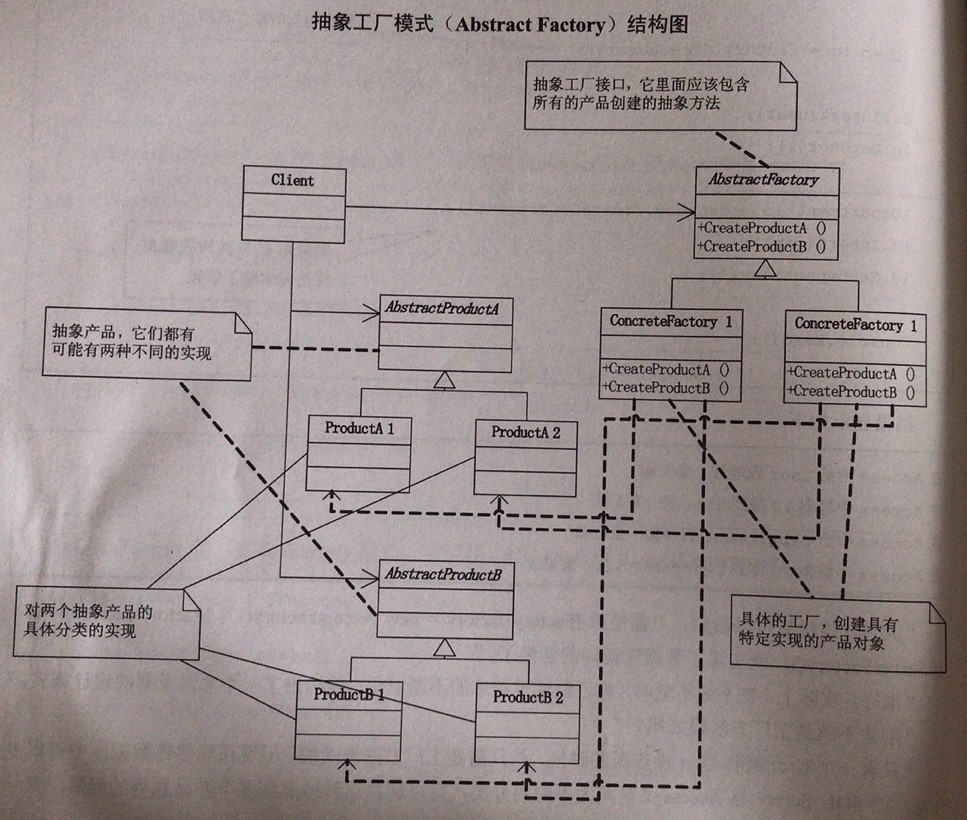 抽象工厂模式（Abstract Factory）结构图
抽象工厂接口，它里面应该包含
所有的产品创建的抽象方法
Client
AbstractFactory
+CreateProductA ()
+CreateProductB ()
抽象产品，它们都有
可能有两种不同的实现
AbstractProductA
ConcreteFactory 1
+CreateProductA ()
+CreateProductB ()
ConcreteFactory 1
+CreateProductA ()
+CreateProductB ()
ProductA 1
ProductA 2
AbstractProductB
对两个抽象产品的
具体分类的实现
具体的工厂，创建具有
特定实现的产品对象
ProductB 1
ProductB 2